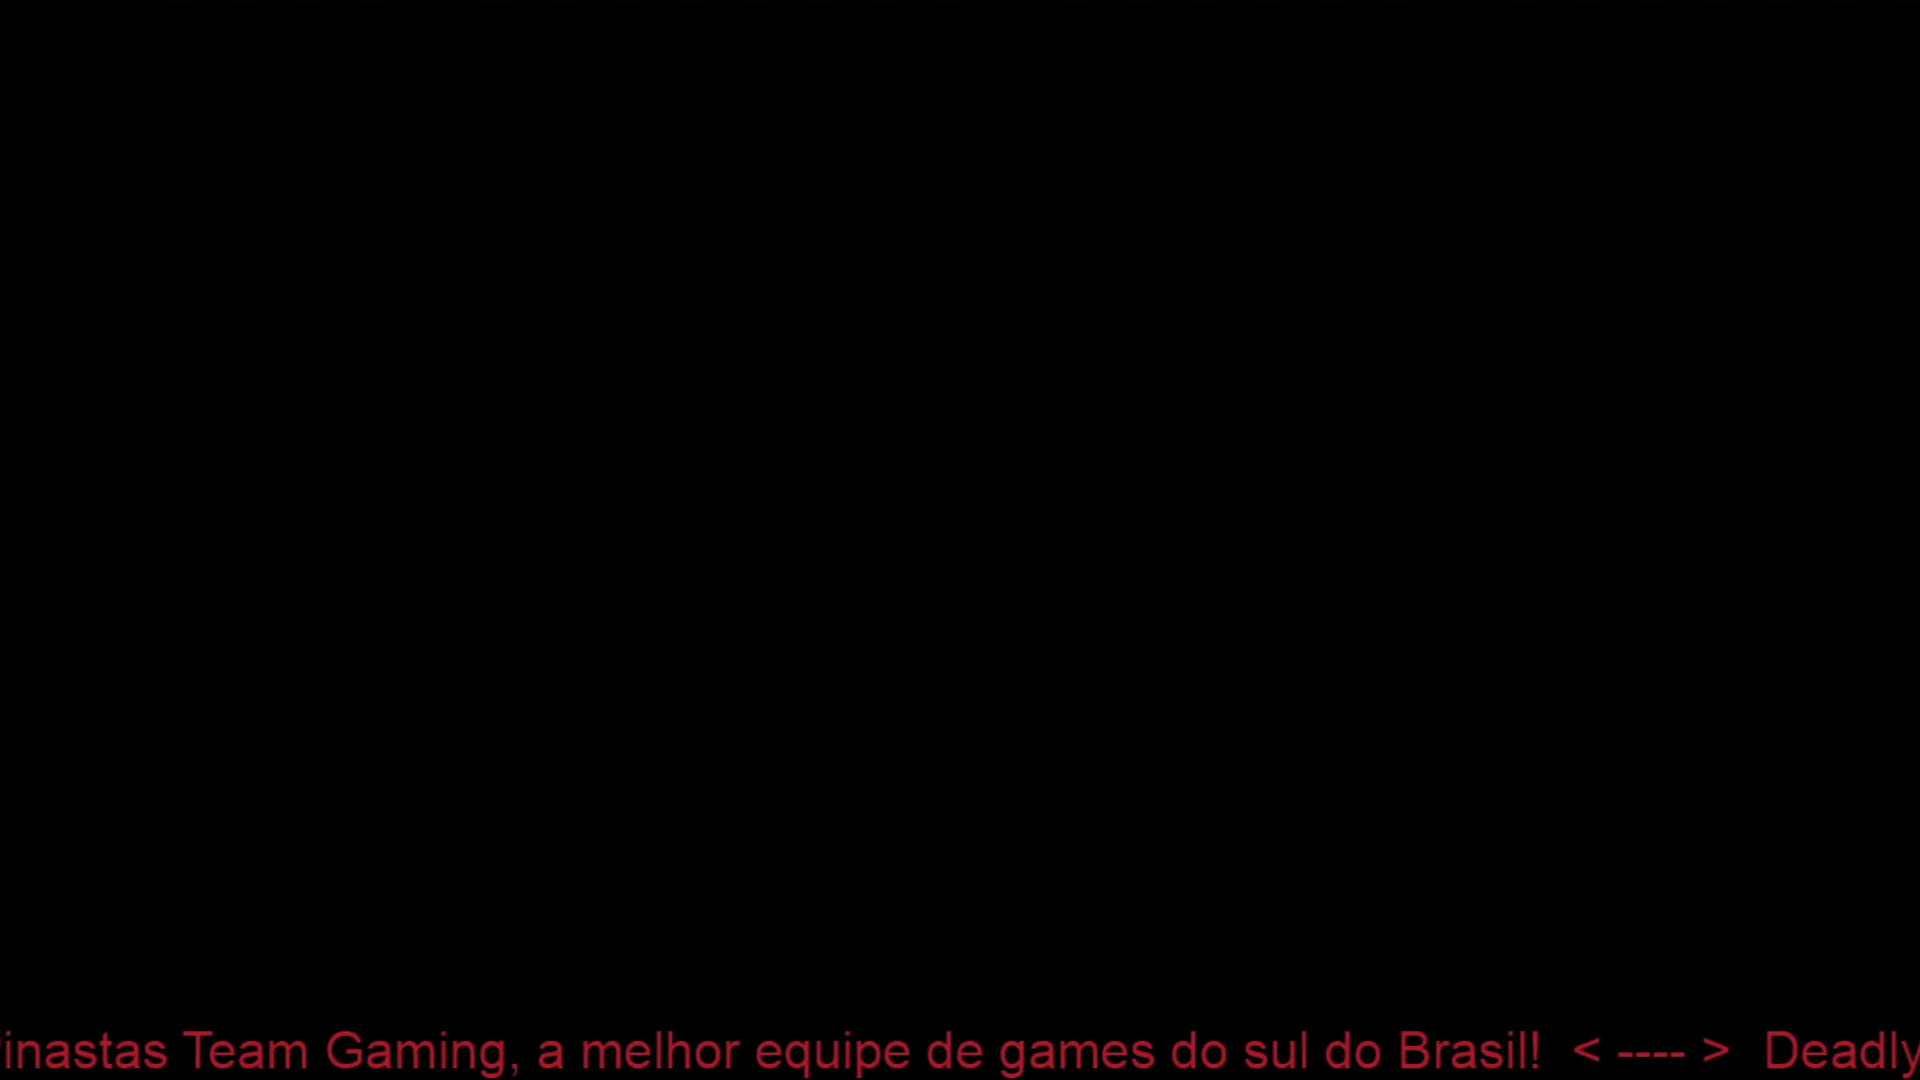 inastas Team Gaming, a melhor equipe de games do sul do Brasil! < ---- > Deadly